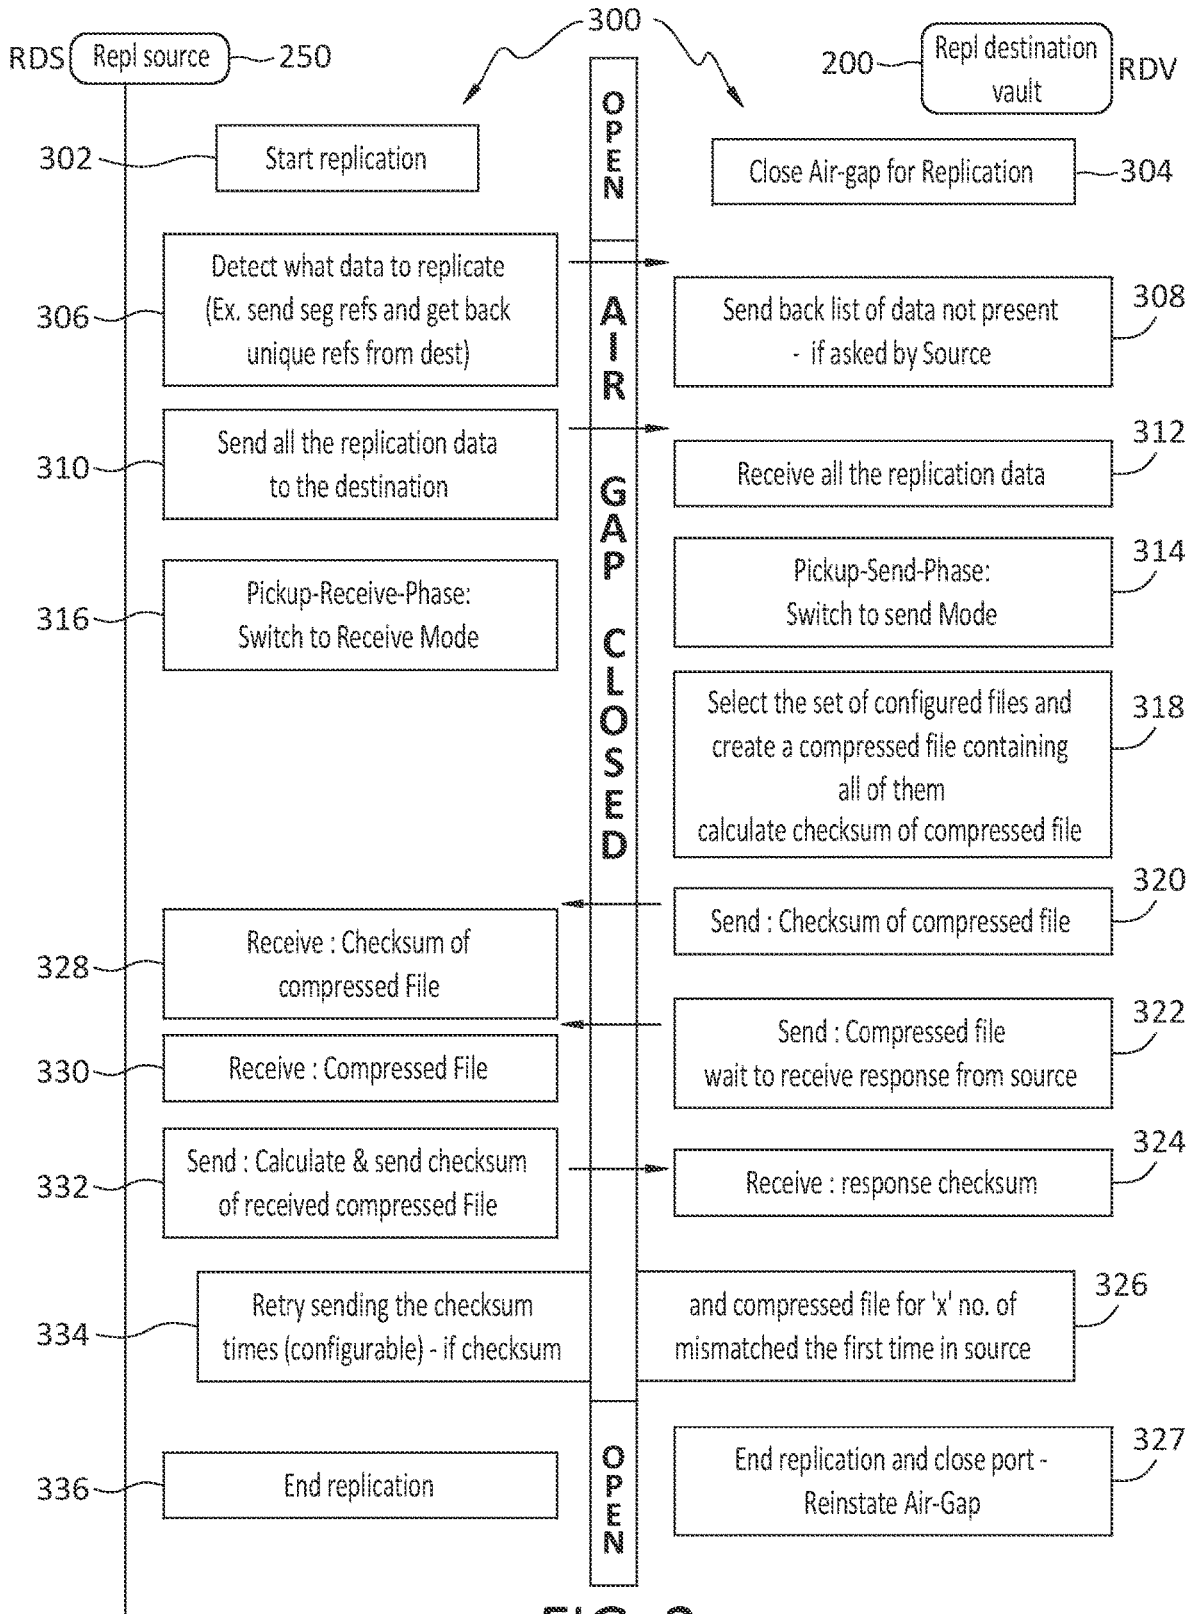 300
RDS
Repl source
250
200
Repl destination
vault
RDV
OPEN
302
Start replication
Close Air-gap for Replication
304
AIR GAP CLOSED
306
Detect what data to replicate
(Ex. send seg refs and get back
unique refs from dest)
308
Send back list of data not present
- if asked by Source
310
Send all the replication data
to the destination
312
Receive all the replication data
314
Pickup-Send-Phase:
Switch to send Mode
316
Pickup-Receive-Phase:
Switch to Receive Mode
318
Select the set of configured files and
create a compressed file containing
all of them
calculate checksum of compressed file
320
Send : Checksum of compressed file
328
Receive : Checksum of
compressed File
322
Send : Compressed file
wait to receive response from source
330
Receive : Compressed File
324
Receive : response checksum
332
Send : Calculate & send checksum
of received compressed File
334
Retry sending the checksum and compressed file for 'x' no. of
times (configurable) - if checksum mismatched the first time in source
326
OPEN
327
End replication and close port -
Reinstate Air-Gap
336
End replication